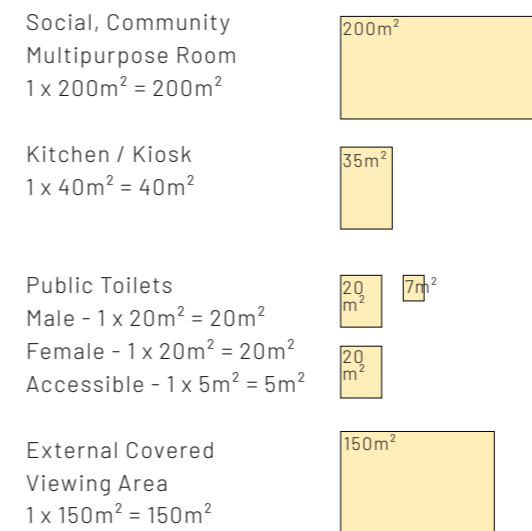 Social, Community
Multipurpose Room
1 x 200m² = 200m²
200m²
Kitchen / Kiosk
1 x 40m² = 40m²
35m²
Public Toilets
Male - 1 x 20m² = 20m²
Female - 1 x 20m² = 20m²
Accessible - 1 x 5m² = 5m²
20
m²
7m²
20
m²
External Covered
Viewing Area
1 x 150m² = 150m²
150m²